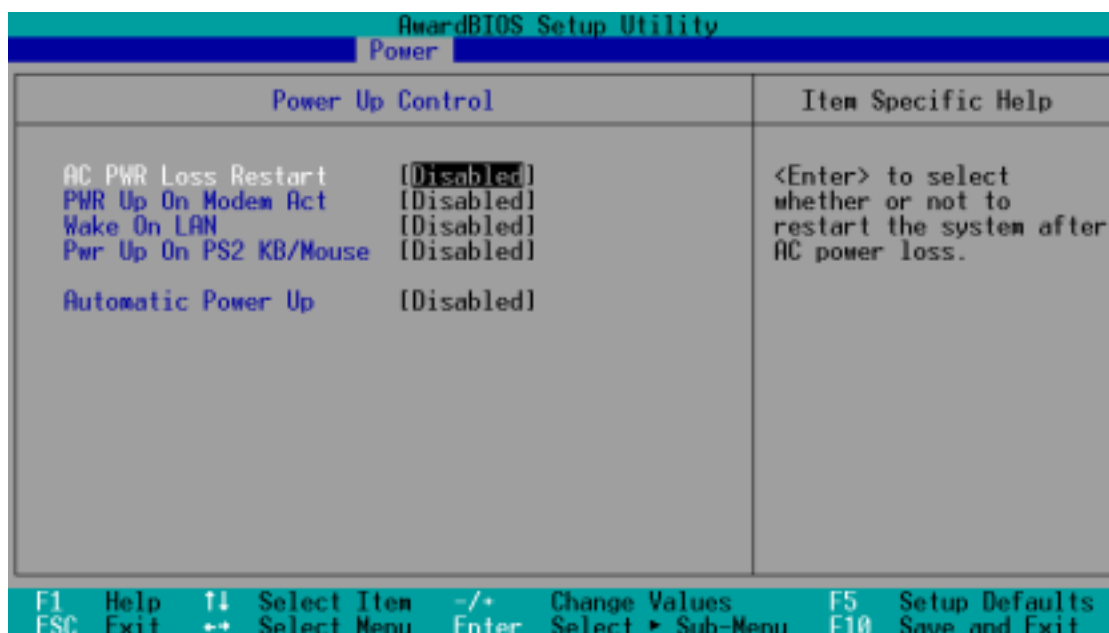 AwardBIOS Setup Utility
Power
Power Up Control
Item Specific Help
AC PWR Loss Restart [Disabled]
PWR Up On Modem Act [Disabled]
Wake On LAN [Disabled]
Pwr Up On PS2 KB/Mouse [Disabled]
Automatic Power Up [Disabled]
<Enter> to select
whether or not to
restart the system after
AC power loss.
F1 Help ↑↓ Select Item -/+ Change Values F5 Setup Defaults
ESC Exit ←→ Select Menu Enter Select ► Sub-Menu F10 Save and Exit